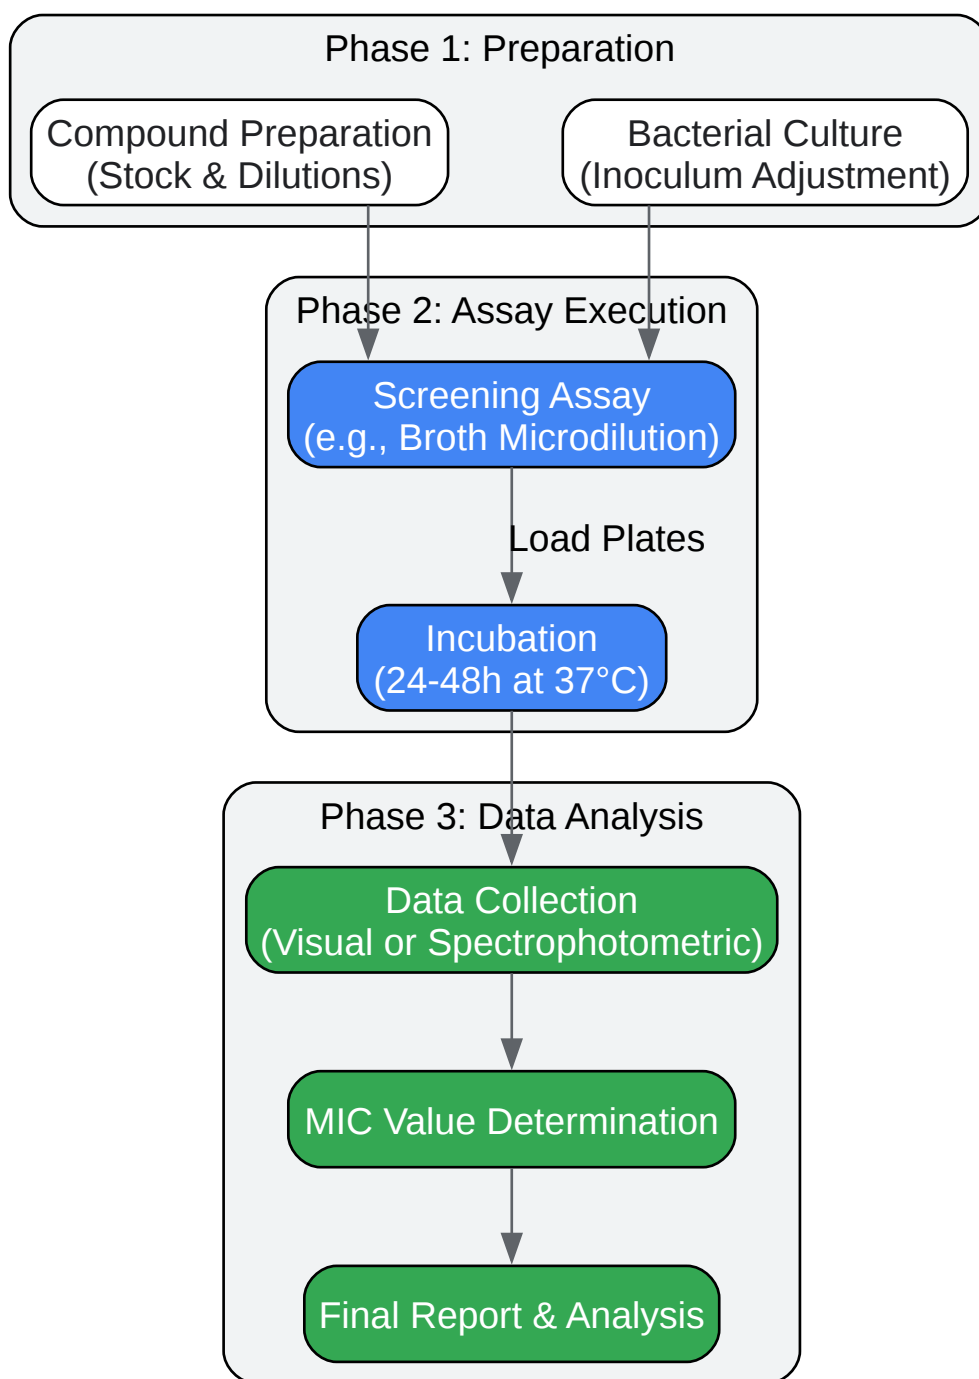 Phase 1: Preparation
Compound Preparation
(Stock & Dilutions)
Bacterial Culture
(Inoculum Adjustment)
Phase 2: Assay Execution
Screening Assay
(e.g., Broth Microdilution)
Load Plates
Incubation
(24-48h at 37°C)
Phase 3: Data Analysis
Data Collection
(Visual or Spectrophotometric)
MIC Value Determination
Final Report & Analysis